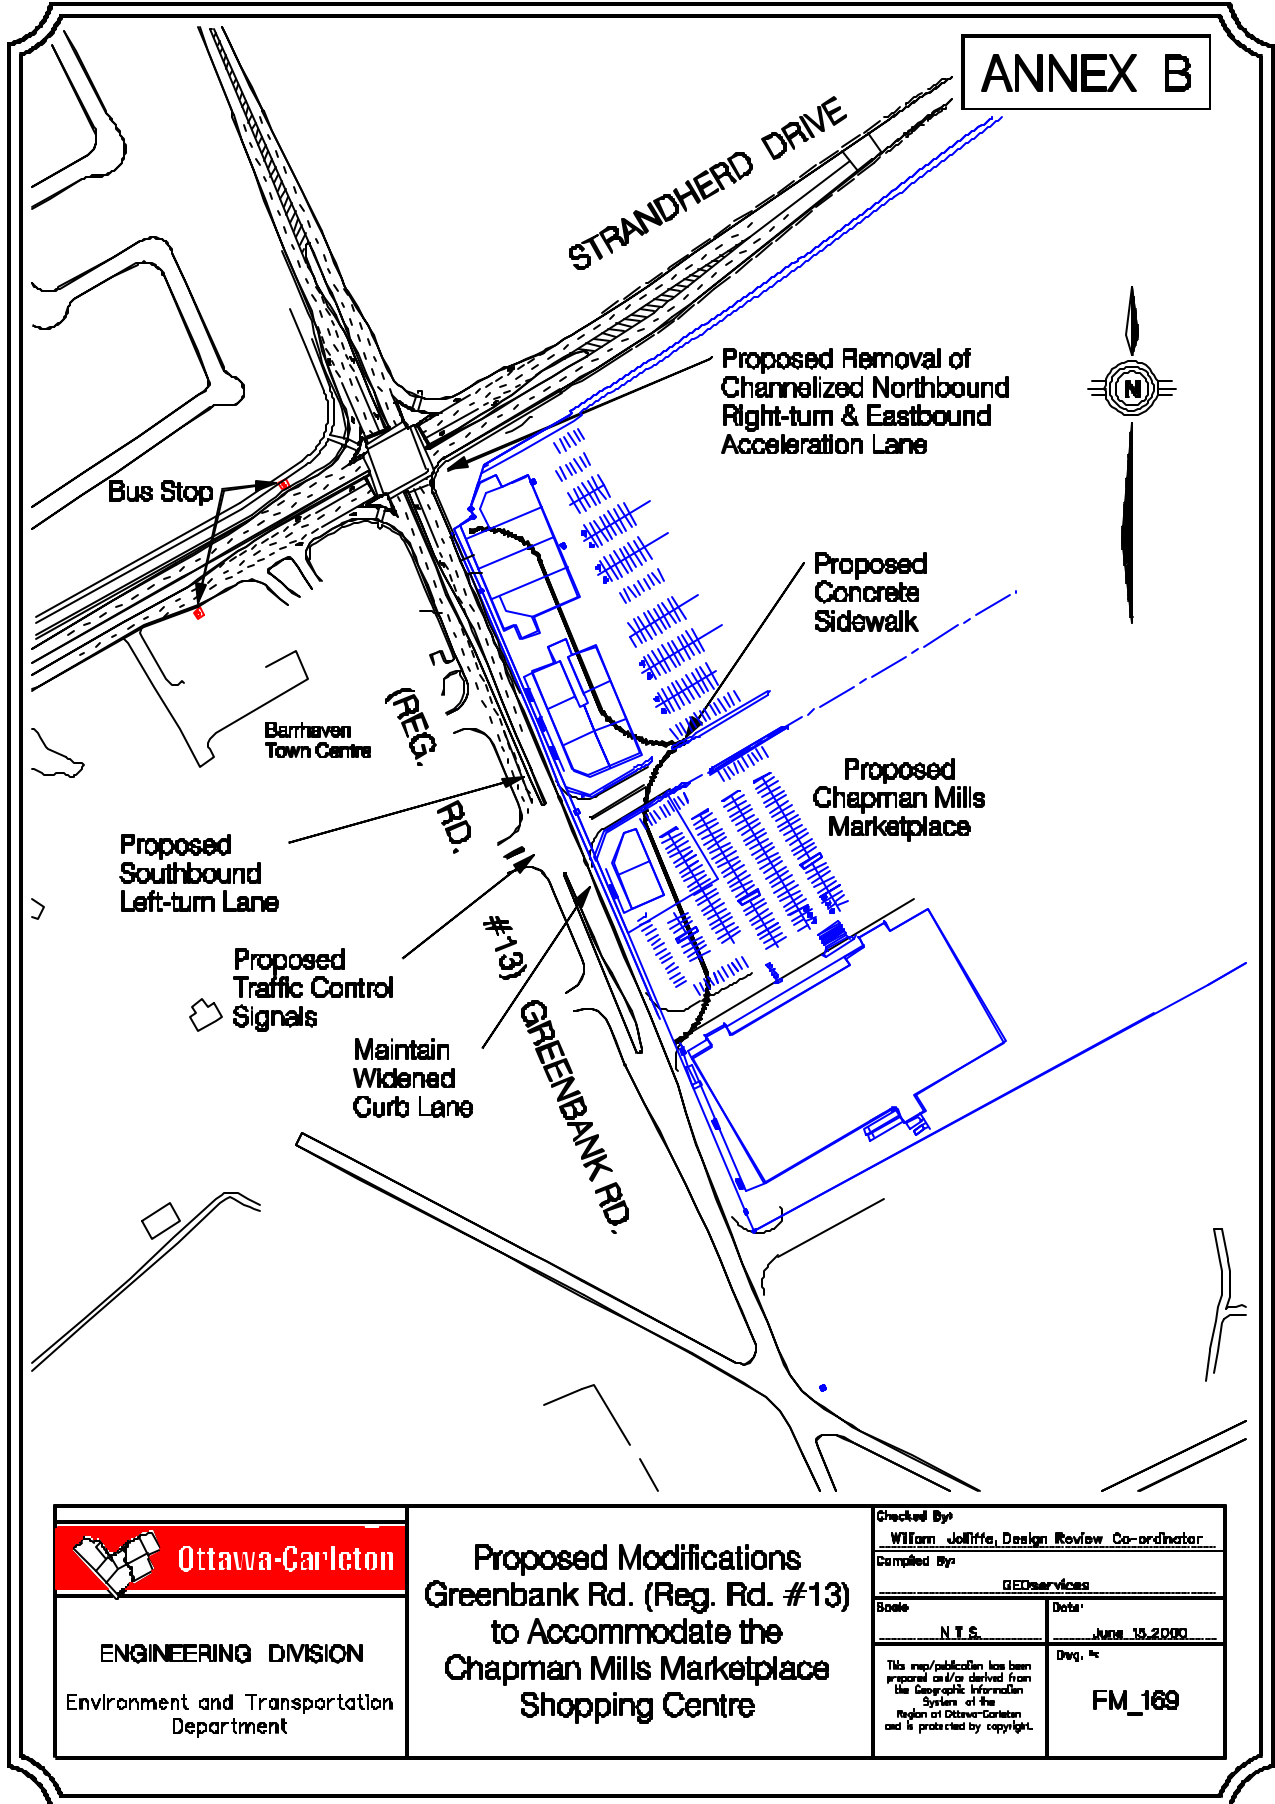 ANNEX B
STRANDHERD DRIVE
Proposed Removal of
Channelized Northbound
Right-turn & Eastbound
Acceleration Lane
N
Bus Stop
Proposed
Concrete
Sidewalk
(REG. RD. #13) GREENBANK RD.
Barrhaven
Town Centre
Proposed
Chapman Mills
Marketplace
Proposed
Southbound
Left-turn Lane
Proposed
Traffic Control
Signals
Maintain
Widened
Curb Lane
Ottawa-Carleton
ENGINEERING DIVISION
Environment and Transportation
Department
Proposed Modifications
Greenbank Rd. (Reg. Rd. #13)
to Accommodate the
Chapman Mills Marketplace
Shopping Centre
Checked By:
William Jolliffe, Design Review Co-ordinator
Compiled By:
GEOservices
Scale
N.T.S.
Date:
June 15, 2000
This map/publication has been
prepared and/or derived from
the Geographic Information
System of the
Region of Ottawa-Carleton
and is protected by copyright.
Dwg. #:
FM_169